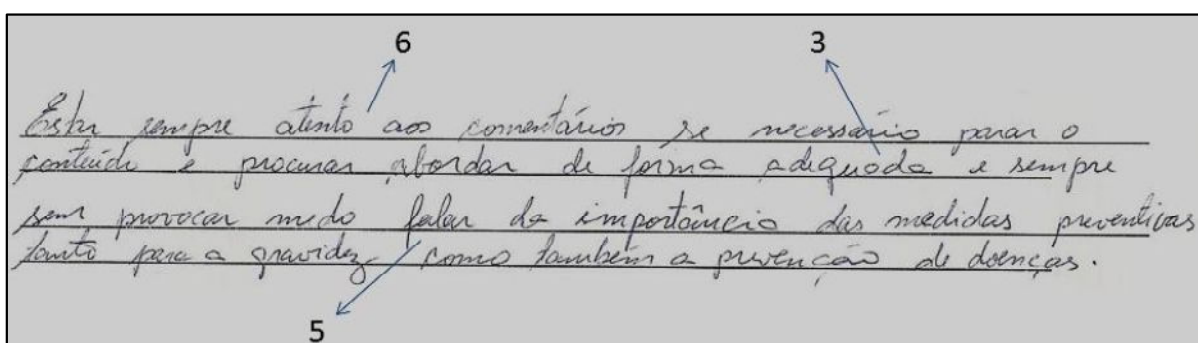 6 3
Estar sempre atento aos comentários se necessário parar o
conteúdo e procurar abordar de forma adequada e sempre
sem provocar medo falar da importância das medidas preventivas
tanto para a gravidez, como também a prevenção de doenças.
5